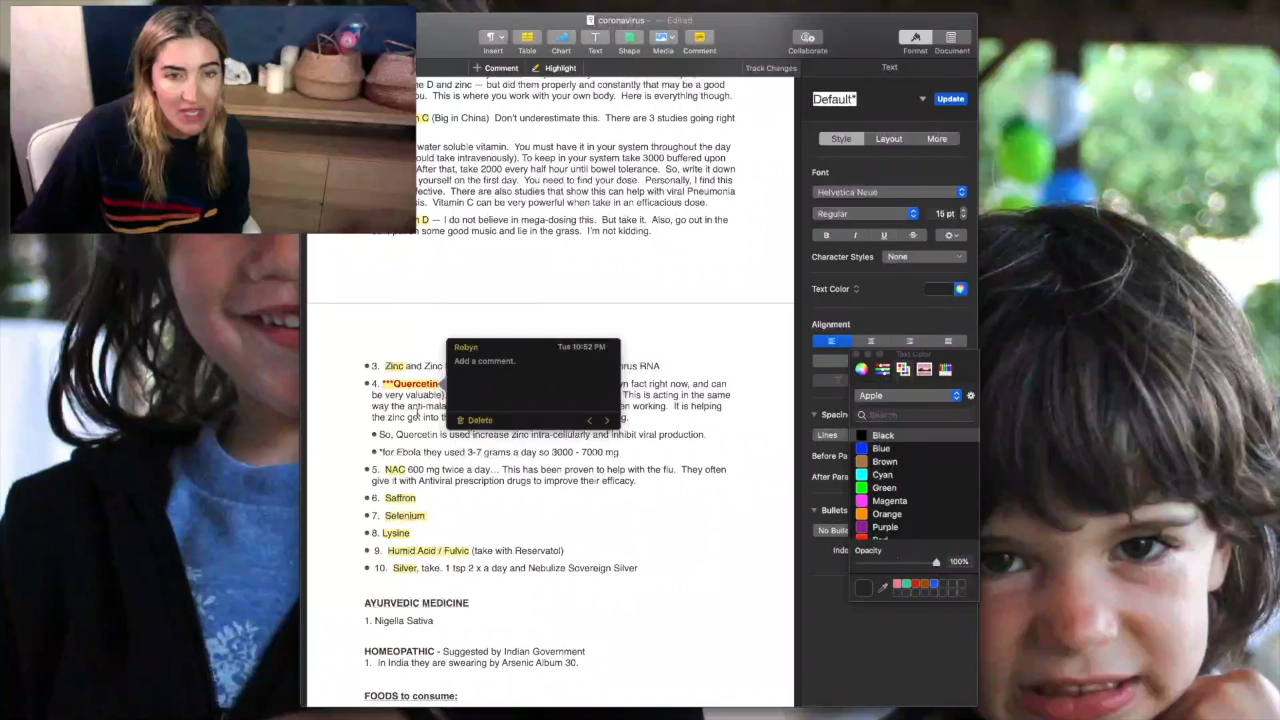 coronavirus — Edited
Insert Table Chart Text Shape Media Comment Collaborate Format Document
Comment Highlight Track Changes Text
e D and zinc — but did them properly and constantly that may be a good
ou. This is where you work with your own body. Here is everything though.
n C (Big in China) Don't underestimate this. There are 3 studies going right
water soluble vitamin. You must have it in your system throughout the day
ould take intravenously). To keep in your system take 3000 buffered upon
After that, take 2000 every half hour until bowel tolerance. So, write it down
yourself on the first day. You need to find your dose. Personally, I find this
fective. There are also studies that show this can help with viral Pneumonia
is. Vitamin C can be very powerful when take in an efficacious dose.
n D — I do not believe in mega-dosing this. But take it. Also, go out in the
some good music and lie in the grass. I'm not kidding.
3. Zinc and Zinc irus RNA
4. ***Quercetin n fact right now, and can
be very valuable). This is acting in the same
way the anti-mala en working. It is helping
the zinc get into th g.
So, Quercetin is used increase zinc intra-cellularly and inhibit viral production.
*for Ebola they used 3-7 grams a day so 3000 - 7000 mg
5. NAC 600 mg twice a day… This has been proven to help with the flu. They often
give it with Antiviral prescription drugs to improve their efficacy.
6. Saffron
7. Selenium
8. Lysine
9. Humid Acid / Fulvic (take with Reservatol)
10. Silver, take. 1 tsp 2 x a day and Nebulize Sovereign Silver
AYURVEDIC MEDICINE
1. Nigella Sativa
HOMEOPATHIC - Suggested by Indian Government
1. In India they are swearing by Arsenic Album 30.
FOODS to consume:
Robyn Tue 10:52 PM
Add a comment.
Delete
Default* Update
Style Layout More
Font
Helvetica Neue
Regular 15 pt
B I U S
Character Styles None
Text Color
Alignment
Spacin
Lines
Before Pa
After Para
Bullets
No Bulle
Inde
Text Color
Apple
Search
Black
Blue
Brown
Cyan
Green
Magenta
Orange
Purple
Red
Opacity
100%